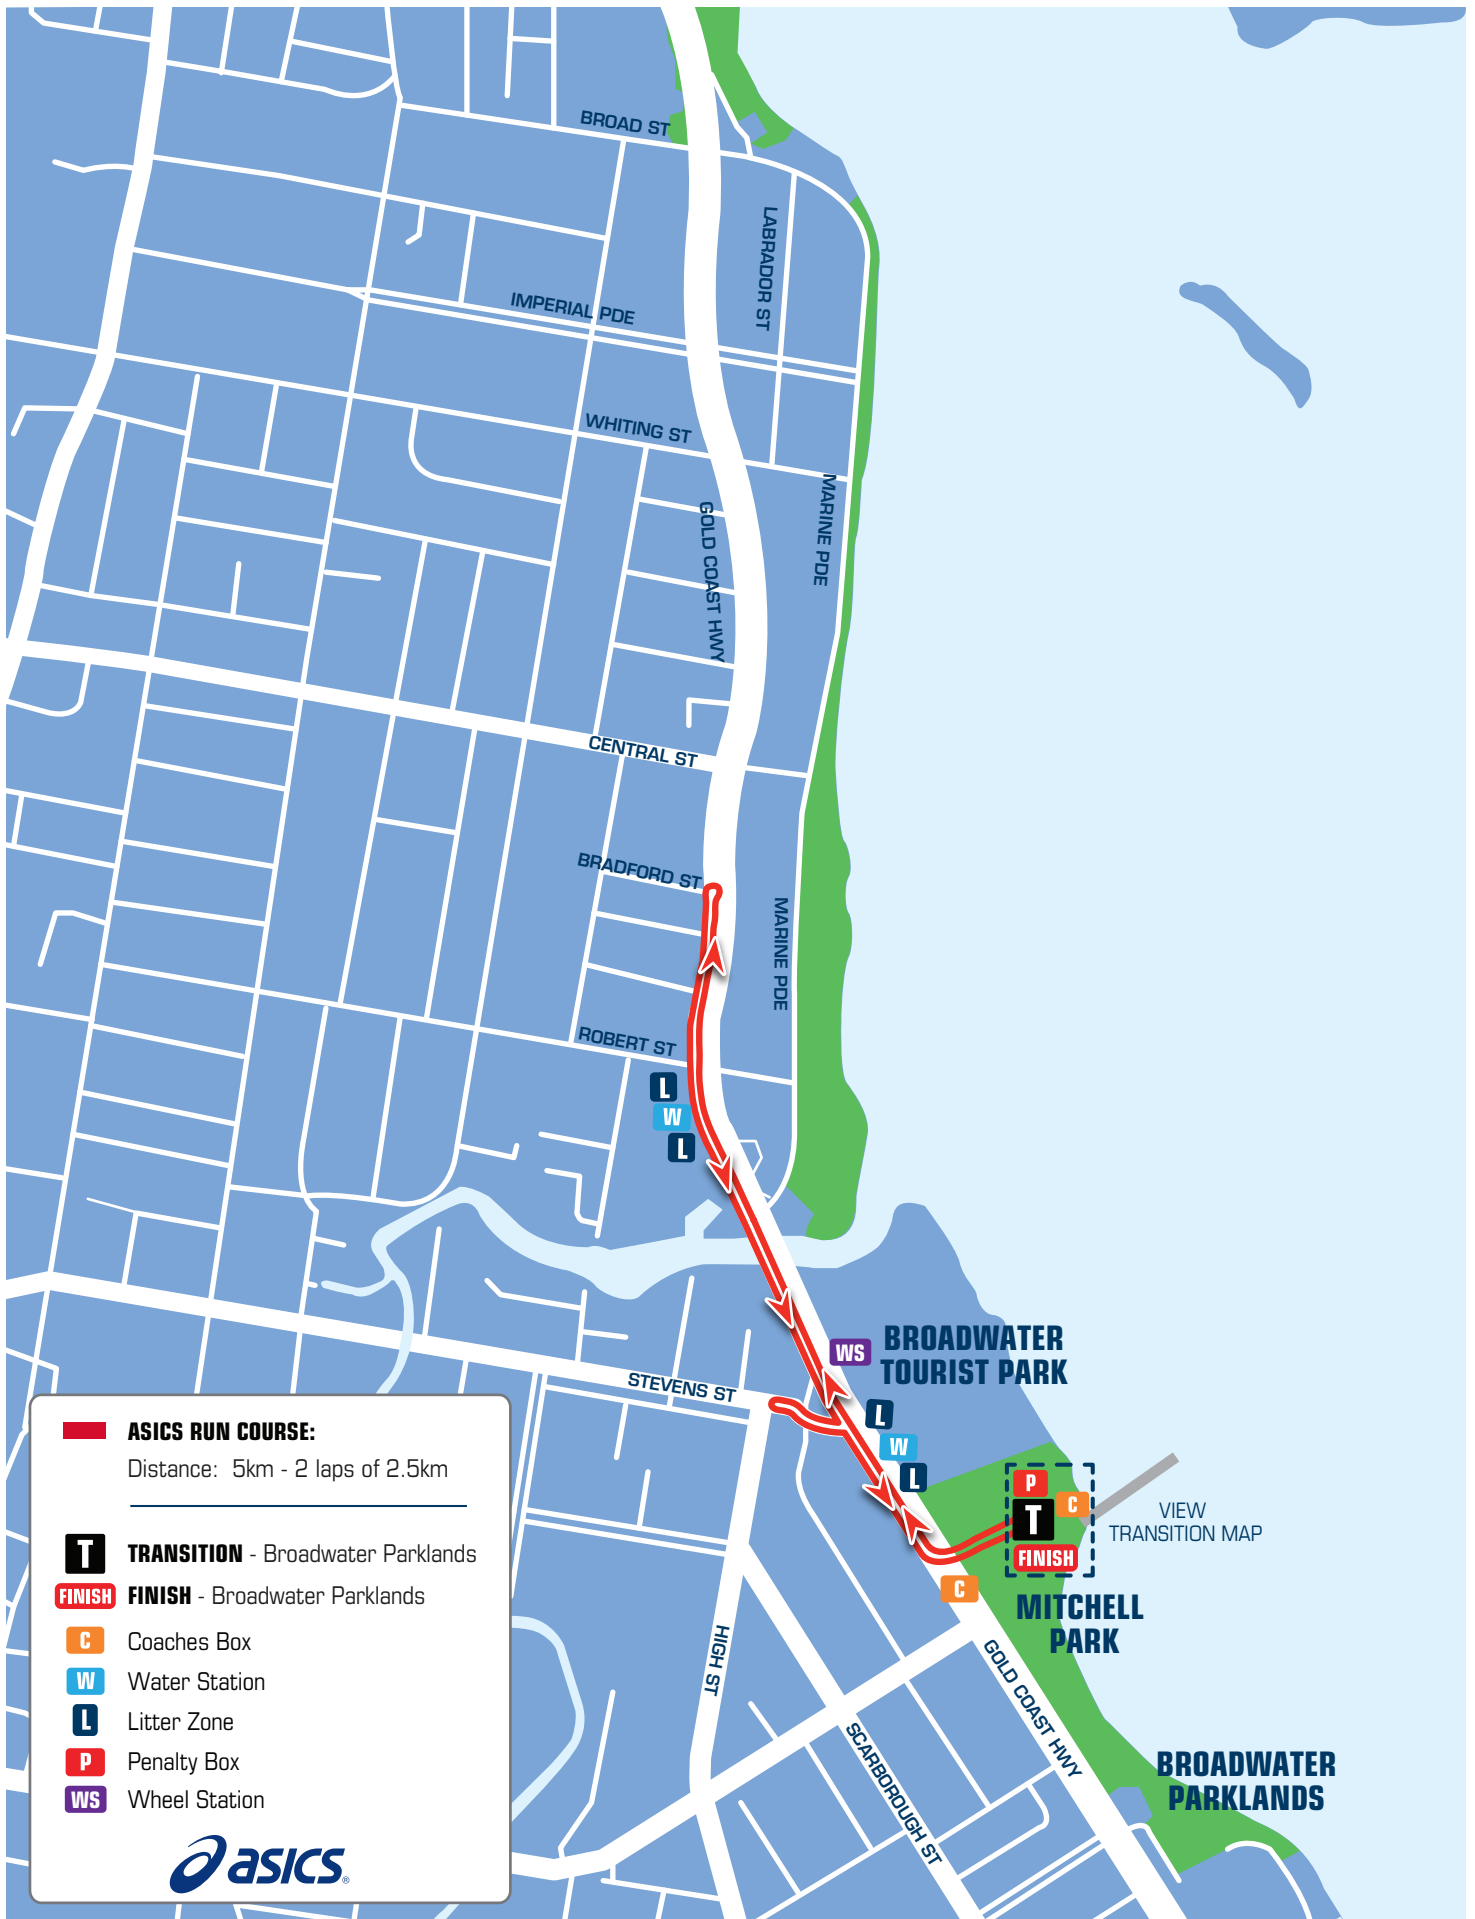 BROAD ST
LABRADOR ST
IMPERIAL PDE
WHITING ST
MARINE PDE
GOLD COAST HWY
CENTRAL ST
BRADFORD ST
MARINE PDE
ROBERT ST
L
W
L
WS
BROADWATER
TOURIST PARK
STEVENS ST
L
W
L
P
C
T
FINISH
VIEW
TRANSITION MAP
C
MITCHELL
PARK
HIGH ST
GOLD COAST HWY
SCARBOROUGH ST
BROADWATER
PARKLANDS
ASICS RUN COURSE:
Distance: 5km - 2 laps of 2.5km
T TRANSITION - Broadwater Parklands
FINISH FINISH - Broadwater Parklands
C Coaches Box
W Water Station
L Litter Zone
P Penalty Box
WS Wheel Station
asics®